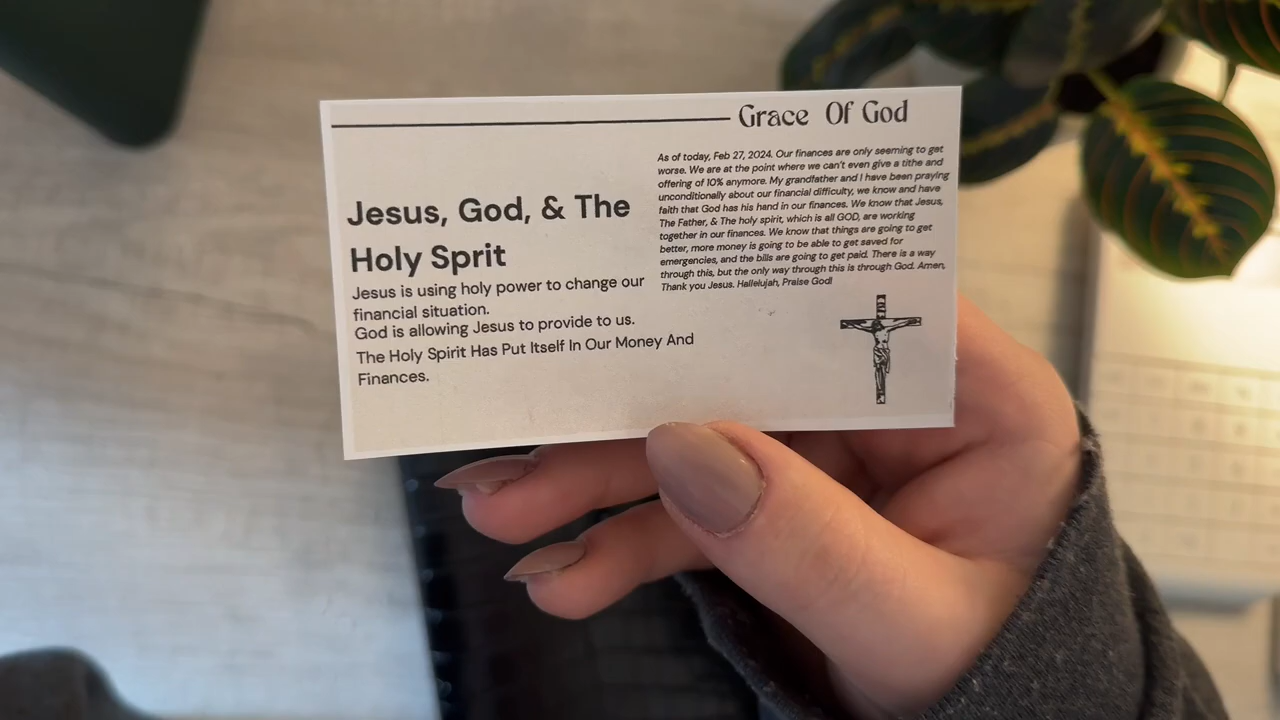 Grace Of God
Jesus, God, & The
Holy Sprit
Jesus is using holy power to change our
financial situation.
God is allowing Jesus to provide to us.
The Holy Spirit Has Put Itself In Our Money And
Finances.
As of today, Feb 27, 2024. Our finances are only seeming to get
worse. We are at the point where we can't even give a tithe and
offering of 10% anymore. My grandfather and I have been praying
unconditionally about our financial difficulty, we know and have
faith that God has his hand in our finances. We know that Jesus,
The Father, & The holy spirit, which is all GOD, are working
together in our finances. We know that things are going to get
better, more money is going to be able to get saved for
emergencies, and the bills are going to get paid. There is a way
through this, but the only way through this is through God. Amen,
Thank you Jesus. Hallelujah, Praise God!